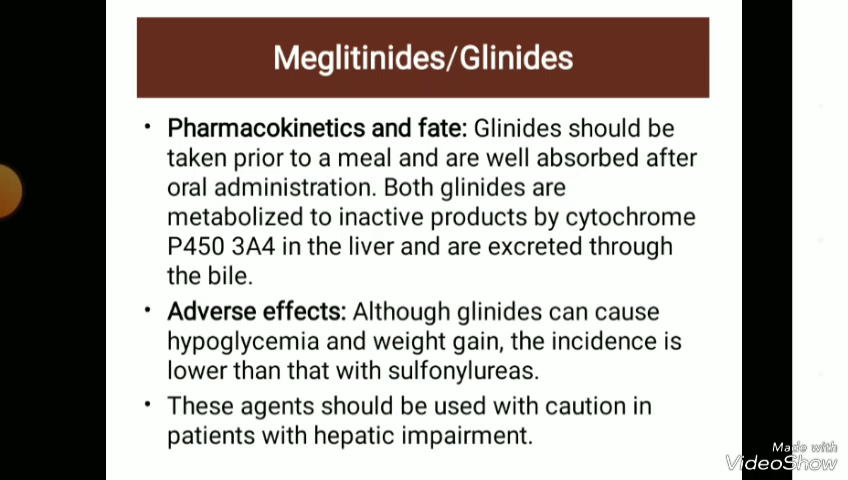 Meglitinides/Glinides
• Pharmacokinetics and fate: Glinides should be
taken prior to a meal and are well absorbed after
oral administration. Both glinides are
metabolized to inactive products by cytochrome
P450 3A4 in the liver and are excreted through
the bile.
• Adverse effects: Although glinides can cause
hypoglycemia and weight gain, the incidence is
lower than that with sulfonylureas.
• These agents should be used with caution in
patients with hepatic impairment.
Made with
VideoShow